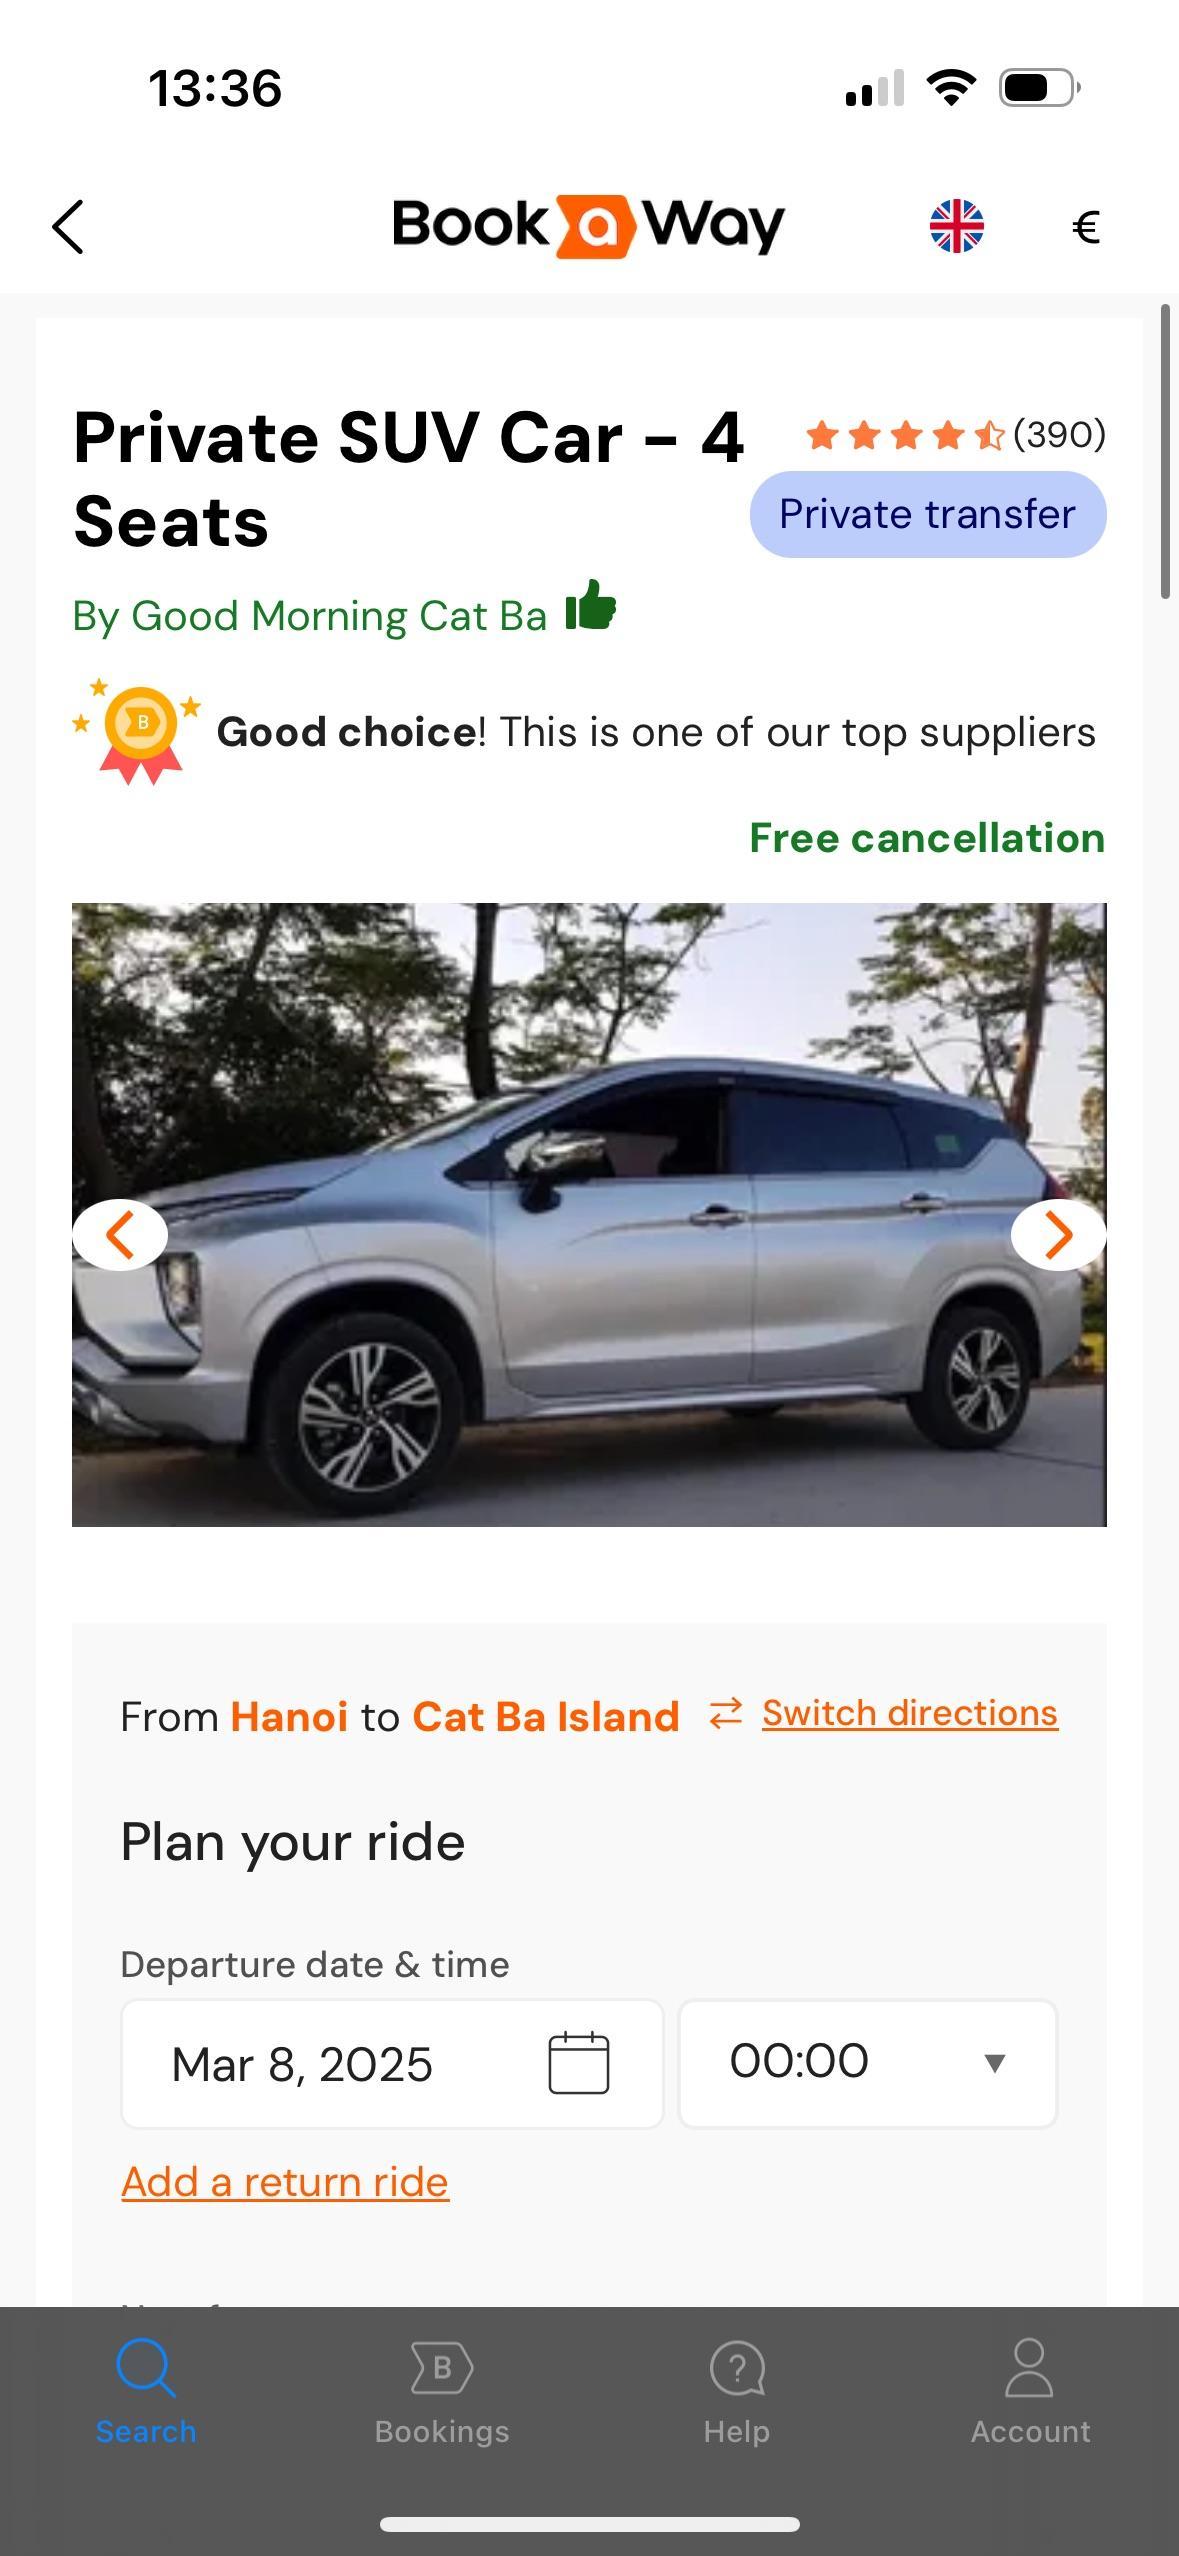 13:36
Book a Way
€
Private SUV Car - 4
Seats
(390)
Private transfer
By Good Morning Cat Ba
B
Good choice! This is one of our top suppliers
Free cancellation
From Hanoi to Cat Ba Island
Switch directions
Plan your ride
Departure date & time
Mar 8, 2025
00:00
Add a return ride
B
?
Search
Bookings
Help
Account